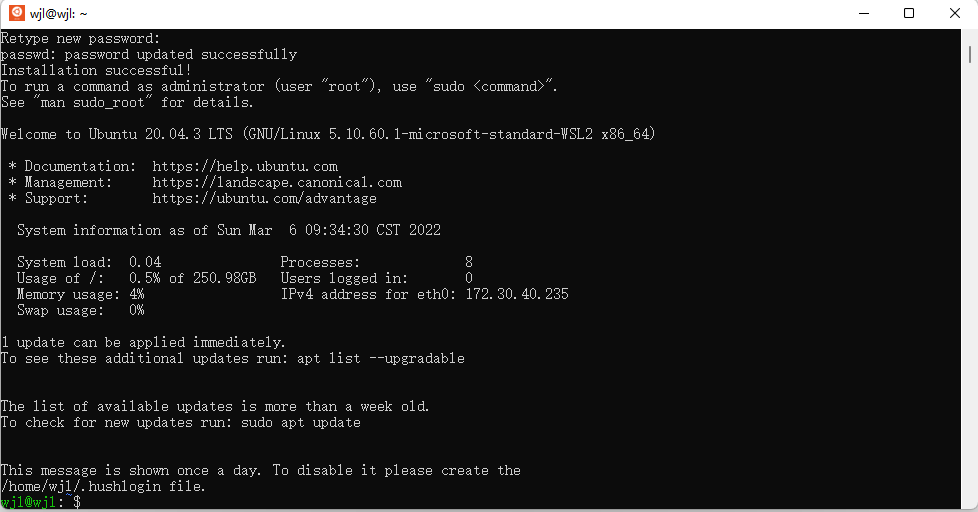 wjl@wjl: ~
Retype new password:
passwd: password updated successfully
Installation successful!
To run a command as administrator (user "root"), use "sudo <command>".
See "man sudo_root" for details.
Welcome to Ubuntu 20.04.3 LTS (GNU/Linux 5.10.60.1-microsoft-standard-WSL2 x86_64)
* Documentation:  https://help.ubuntu.com
* Management:     https://landscape.canonical.com
* Support:        https://ubuntu.com/advantage
System information as of Sun Mar  6 09:34:30 CST 2022
System load:  0.04               Processes:             8
Usage of /:   0.5% of 250.98GB   Users logged in:       0
Memory usage: 4%                 IPv4 address for eth0: 172.30.40.235
Swap usage:   0%
1 update can be applied immediately.
To see these additional updates run: apt list --upgradable
The list of available updates is more than a week old.
To check for new updates run: sudo apt update
This message is shown once a day. To disable it please create the
/home/wjl/.hushlogin file.
wjl@wjl:~$